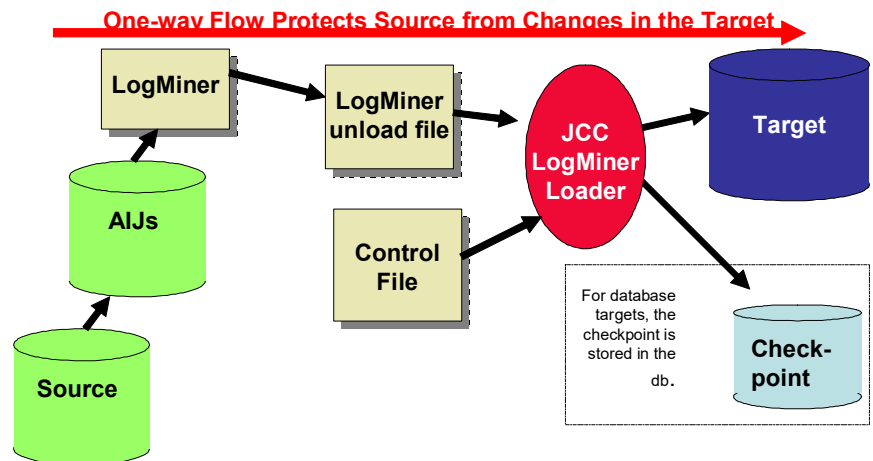 One-way Flow Protects Source from Changes in the Target
LogMiner
LogMiner
unload file
JCC
LogMiner
Loader
Target
AIJs
Control
File
Source
For database
targets, the
checkpoint is
stored in the
db.
Check-
point